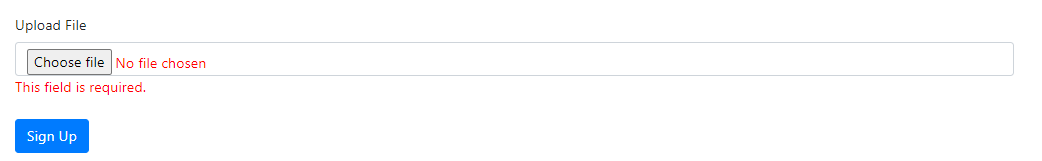 Upload File
Choose file No file chosen
This field is required.
Sign Up